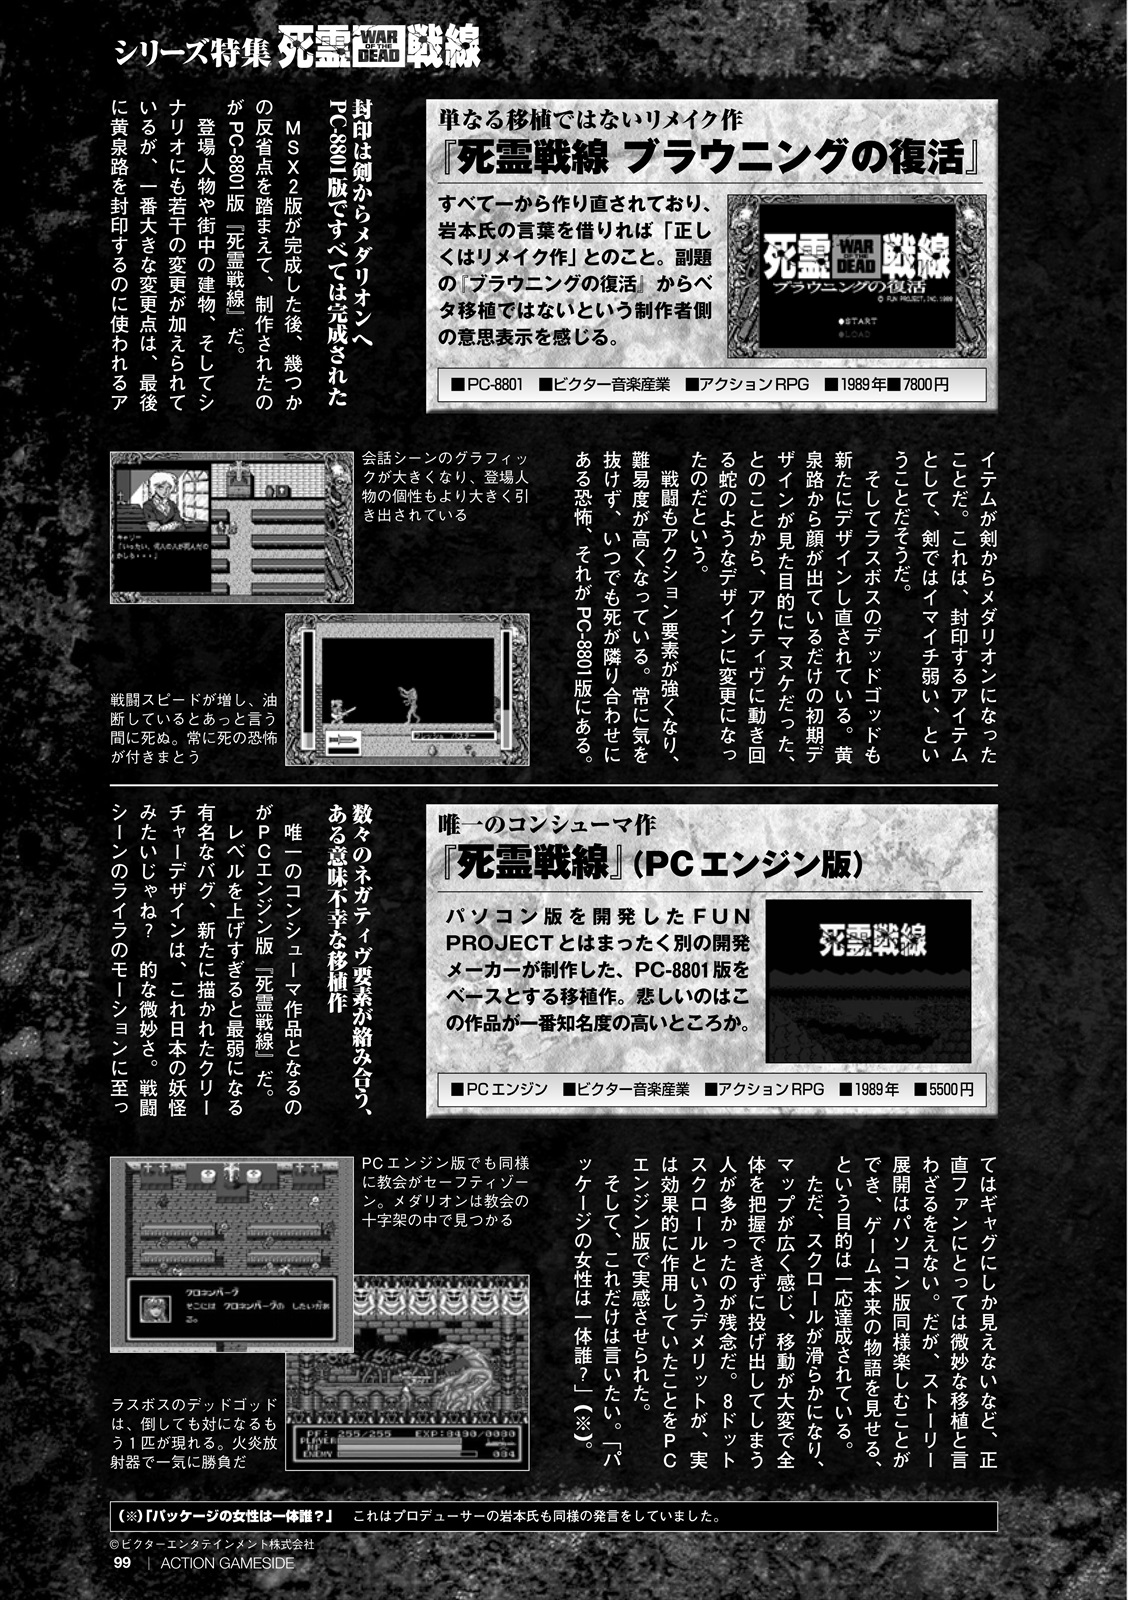 シリーズ特集 死霊戦線
WAR OF THE DEAD
単なる移植ではないリメイク作
『死霊戦線 ブラウニングの復活』
すべて一から作り直されており、
岩本氏の言葉を借りれば「正し
くはリメイク作」とのこと。副題
の『ブラウニングの復活』からベ
タ移植ではないという制作者側
の意思表示を感じる。
死霊戦線
WAR OF THE DEAD
ブラウニングの復活
© FUN PROJECT, INC. 1989
●START
●LOAD
■PC-8801 ■ビクター音楽産業 ■アクションRPG ■1989年■7800円
封印は剣からメダリオンへ
PC-8801版ですべては完成された
MSX2版が完成した後、幾つか
の反省点を踏まえて、制作されたの
がPC-8801版『死霊戦線』だ。
登場人物や街中の建物、そしてシ
ナリオにも若干の変更が加えられて
いるが、一番大きな変更点は、最後
に黄泉路を封印するのに使われるア
イテムが剣からメダリオンになった
ことだ。これは、封印するアイテム
として、剣ではイマイチ弱い、とい
うことだそうだ。
そしてラスボスのデッドゴッドも
新たにデザインし直されている。黄
泉路から顔が出ているだけの初期デ
ザインが見た目的にマヌケだった、
とのことから、アクティヴに動き回
る蛇のようなデザインに変更になっ
たのだという。
戦闘もアクション要素が強くなり、
難易度が高くなっている。常に気を
抜けず、いつでも死が隣り合わせに
ある恐怖、それがPC-8801版にある。
会話シーンのグラフィッ
クが大きくなり、登場人
物の個性もより大きく引
き出されている
キャリー
「いったい、何人の人が死んだの
かしら・・・」
戦闘スピードが増し、油
断しているとあっと言う
間に死ぬ。常に死の恐怖
が付きまとう
唯一のコンシューマ作
『死霊戦線』(PCエンジン版)
パソコン版を開発したFUN
PROJECTとはまったく別の開発
メーカーが制作した、PC-8801版を
ベースとする移植作。悲しいのはこ
の作品が一番知名度の高いところか。
死霊戦線
■PCエンジン ■ビクター音楽産業 ■アクションRPG ■1989年 ■5500円
数々のネガティヴ要素が絡み合う、
ある意味不幸な移植作
唯一のコンシューマ作品となるの
がPCエンジン版『死霊戦線』だ。
レベルを上げすぎると最弱になる
有名なバグ、新たに描かれたクリー
チャーデザインは、これ日本の妖怪
みたいじゃね? 的な微妙さ。戦闘
シーンのライラのモーションに至っ
てはギャグにしか見えないなど、正
直ファンにとっては微妙な移植と言
わざるをえない。だが、ストーリー
展開はパソコン版同様楽しむことが
でき、ゲーム本来の物語を見せる、
という目的は一応達成されている。
ただ、スクロールが滑らかになり、
マップが広く感じ、移動が大変で全
体を把握できずに投げ出してしまう
人が多かったのが残念だ。8ドット
スクロールというデメリットが、実
は効果的に作用していたことをPC
エンジン版で実感させられた。
そして、これだけは言いたい。「パ
ッケージの女性は一体誰?」(※)。
PCエンジン版でも同様
に教会がセーフティゾー
ン。メダリオンは教会の
十字架の中で見つかる
クロネンバーグ
そこには クロネンバーグの したいがあ
る。
PF: 255/255 EXP:8490/0000
PLAYER
HP
ENEMY
004
ラスボスのデッドゴッド
は、倒しても対になるも
う1匹が現れる。火炎放
射器で一気に勝負だ
(※)「パッケージの女性は一体誰?」 これはプロデューサーの岩本氏も同様の発言をしていました。
©ビクターエンタテインメント株式会社
99 | ACTION GAMESIDE